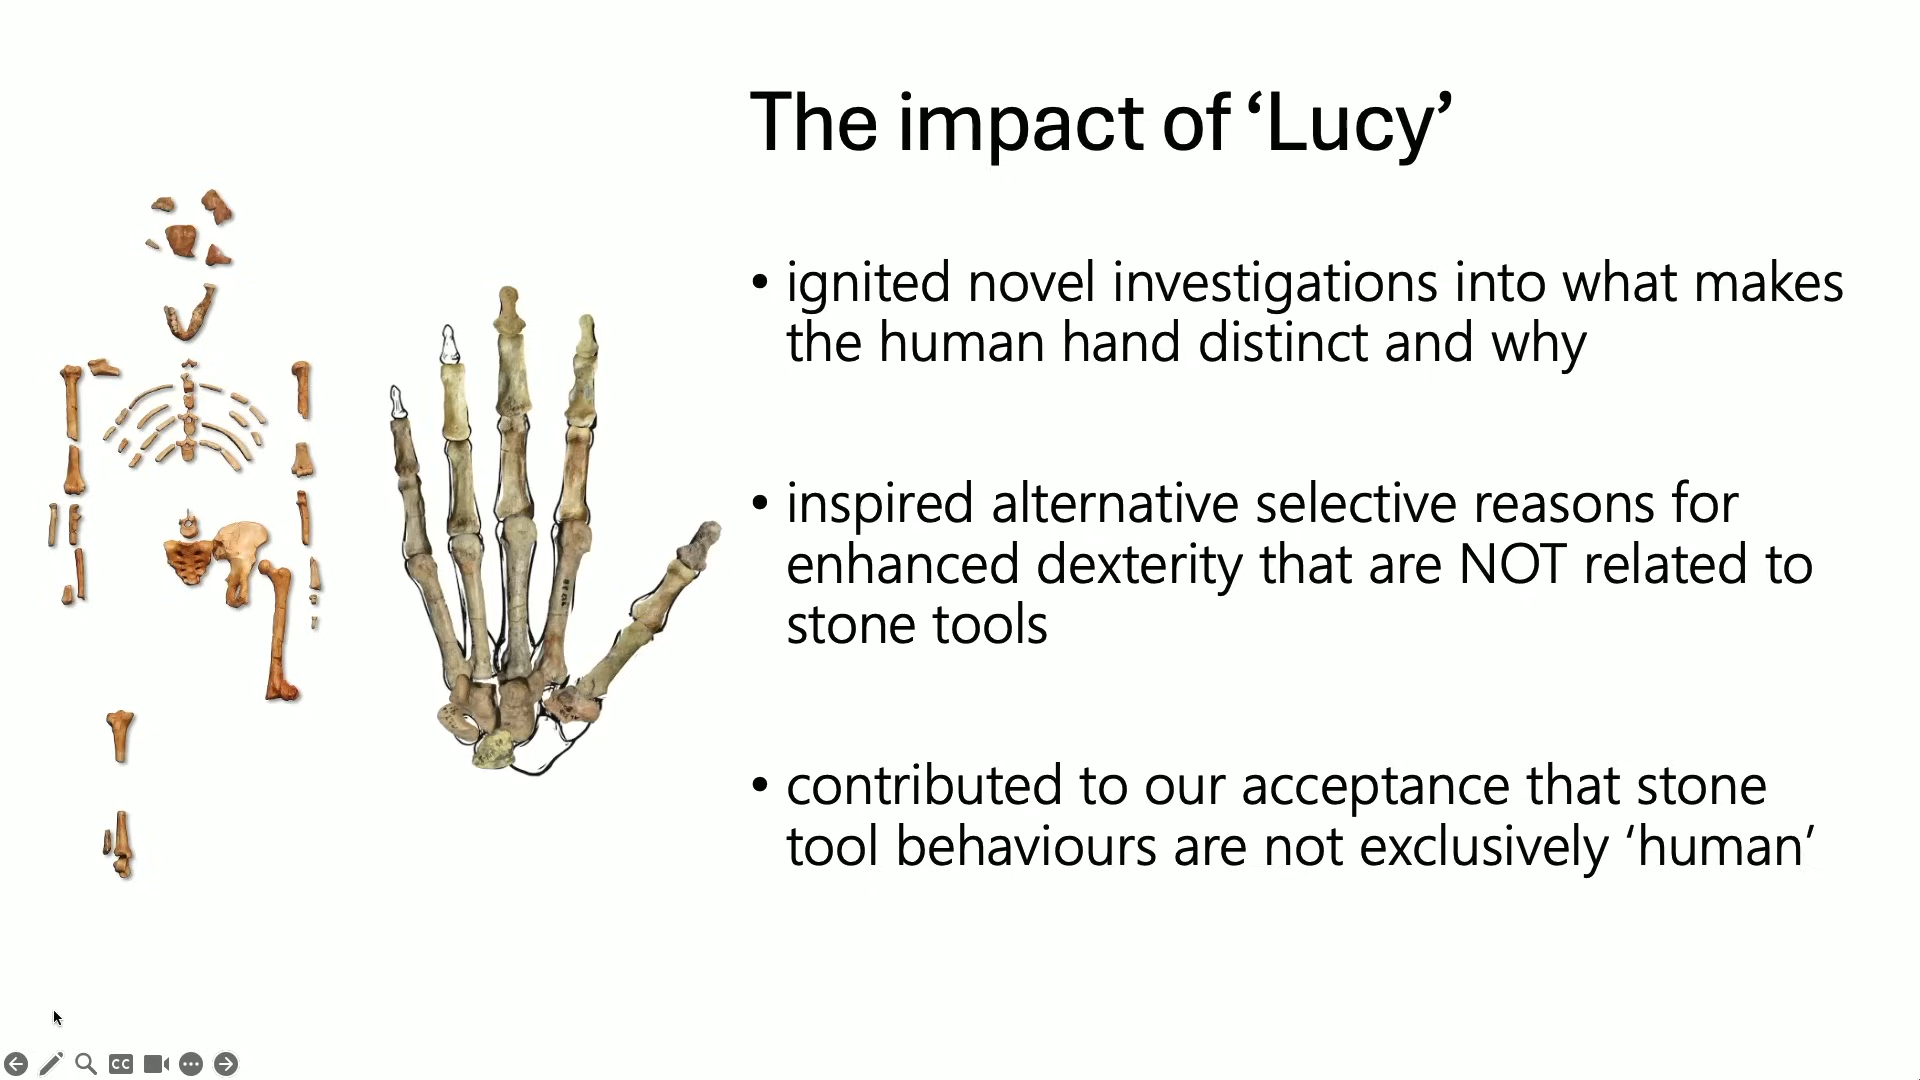 The impact of ‘Lucy’
• ignited novel investigations into what makes
the human hand distinct and why
• inspired alternative selective reasons for
enhanced dexterity that are NOT related to
stone tools
• contributed to our acceptance that stone
tool behaviours are not exclusively ‘human’
CC